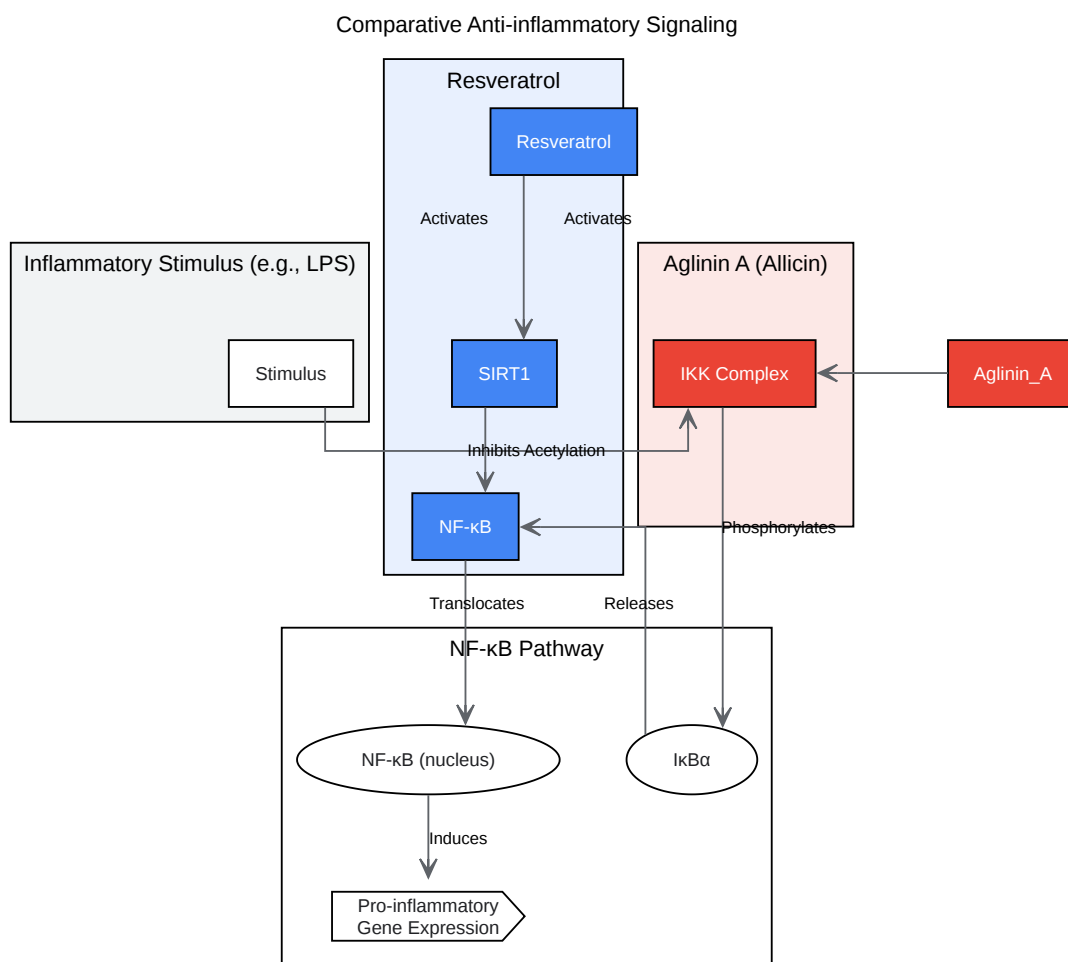 Comparative Anti-inflammatory Signaling
Resveratrol
Resveratrol
Activates
Activates
Inflammatory Stimulus (e.g., LPS)
Aglinin A (Allicin)
Stimulus
SIRT1
IKK Complex
Aglinin_A
Inhibits Acetylation
NF-κB
Phosphorylates
Translocates
Releases
NF-κB Pathway
NF-κB (nucleus)
IκBα
Induces
Pro-inflammatory
Gene Expression